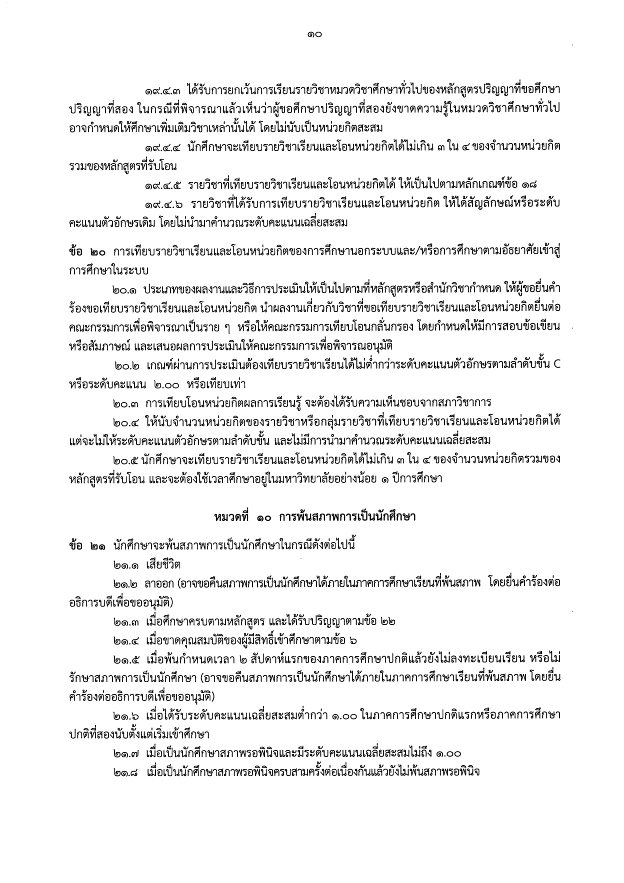 ๑๐
๑๙.๔.๓ ได้รับการยกเว้นการเรียนรายวิชาหมวดวิชาศึกษาทั่วไปของหลักสูตรปริญญาที่ขอศึกษา
ปริญญาที่สอง ในกรณีที่พิจารณาแล้วเห็นว่าผู้ขอศึกษาปริญญาที่สองยังขาดความรู้ในหมวดวิชาศึกษาทั่วไป
อาจกำหนดให้ศึกษาเพิ่มเติมวิชาเหล่านั้นได้ โดยไม่นับเป็นหน่วยกิตสะสม
๑๙.๔.๔ นักศึกษาจะเทียบรายวิชาเรียนและโอนหน่วยกิตได้ไม่เกิน ๓ ใน ๔ ของจำนวนหน่วยกิต
รวมของหลักสูตรที่รับโอน
๑๙.๔.๕ รายวิชาที่เทียบรายวิชาเรียนและโอนหน่วยกิตได้ ให้เป็นไปตามหลักเกณฑ์ข้อ ๑๘
๑๙.๔.๖ รายวิชาที่ได้รับการเทียบรายวิชาเรียนและโอนหน่วยกิต ให้ได้สัญลักษณ์หรือระดับ
คะแนนตัวอักษรเดิม โดยไม่นำมาคำนวณระดับคะแนนเฉลี่ยสะสม
ข้อ ๒๐ การเทียบรายวิชาเรียนและโอนหน่วยกิตของการศึกษานอกระบบและ/หรือการศึกษาตามอัธยาศัยเข้าสู่
การศึกษาในระบบ
๒๐.๑ ประเภทของผลงานและวิธีการประเมินให้เป็นไปตามที่หลักสูตรหรือสำนักวิชากำหนด ให้ผู้ขอยื่นคำ
ร้องขอเทียบรายวิชาเรียนและโอนหน่วยกิต นำผลงานเกี่ยวกับวิชาที่ขอเทียบรายวิชาเรียนและโอนหน่วยกิตยื่นต่อ
คณะกรรมการเพื่อพิจารณาเป็นราย ๆ หรือให้คณะกรรมการเทียบโอนกลั่นกรอง โดยกำหนดให้มีการสอบข้อเขียน
หรือสัมภาษณ์ และเสนอผลการประเมินให้คณะกรรมการเพื่อพิจารณอนุมัติ
๒๐.๒ เกณฑ์ผ่านการประเมินต้องเทียบรายวิชาเรียนได้ไม่ต่ำกว่าระดับคะแนนตัวอักษรตามลำดับขั้น C
หรือระดับคะแนน ๒.๐๐ หรือเทียบเท่า
๒๐.๓ การเทียบโอนหน่วยกิตผลการเรียนรู้ จะต้องได้รับความเห็นชอบจากสภาวิชาการ
๒๐.๔ ให้นับจำนวนหน่วยกิตของรายวิชาหรือกลุ่มรายวิชาที่เทียบรายวิชาเรียนและโอนหน่วยกิตได้
แต่จะไม่ให้ระดับคะแนนตัวอักษรตามลำดับขั้น และไม่มีการนำมาคำนวณระดับคะแนนเฉลี่ยสะสม
๒๐.๕ นักศึกษาจะเทียบรายวิชาเรียนและโอนหน่วยกิตได้ไม่เกิน ๓ ใน ๔ ของจำนวนหน่วยกิตรวมของ
หลักสูตรที่รับโอน และจะต้องใช้เวลาศึกษาอยู่ในมหาวิทยาลัยอย่างน้อย ๑ ปีการศึกษา
หมวดที่ ๑๐ การพ้นสภาพการเป็นนักศึกษา
ข้อ ๒๑ นักศึกษาจะพ้นสภาพการเป็นนักศึกษาในกรณีดังต่อไปนี้
๒๑.๑ เสียชีวิต
๒๑.๒ ลาออก (อาจขอคืนสภาพการเป็นนักศึกษาได้ภายในภาคการศึกษาเรียนที่พ้นสภาพ โดยยื่นคำร้องต่อ
อธิการบดีเพื่อขออนุมัติ)
๒๑.๓ เมื่อศึกษาครบตามหลักสูตร และได้รับปริญญาตามข้อ ๒๒
๒๑.๔ เมื่อขาดคุณสมบัติของผู้มีสิทธิ์เข้าศึกษาตามข้อ ๖
๒๑.๕ เมื่อพ้นกำหนดเวลา ๒ สัปดาห์แรกของภาคการศึกษาปกติแล้วยังไม่ลงทะเบียนเรียน หรือไม่
รักษาสภาพการเป็นนักศึกษา (อาจขอคืนสภาพการเป็นนักศึกษาได้ภายในภาคการศึกษาเรียนที่พ้นสภาพ โดยยื่น
คำร้องต่ออธิการบดีเพื่อขออนุมัติ)
๒๑.๖ เมื่อได้รับระดับคะแนนเฉลี่ยสะสมต่ำกว่า ๑.๐๐ ในภาคการศึกษาปกติแรกหรือภาคการศึกษา
ปกติที่สองนับตั้งแต่เริ่มเข้าศึกษา
๒๑.๗ เมื่อเป็นนักศึกษาสภาพรอพินิจและมีระดับคะแนนเฉลี่ยสะสมไม่ถึง ๑.๐๐
๒๑.๘ เมื่อเป็นนักศึกษาสภาพรอพินิจครบสามครั้งต่อเนื่องกันแล้วยังไม่พ้นสภาพรอพินิจ